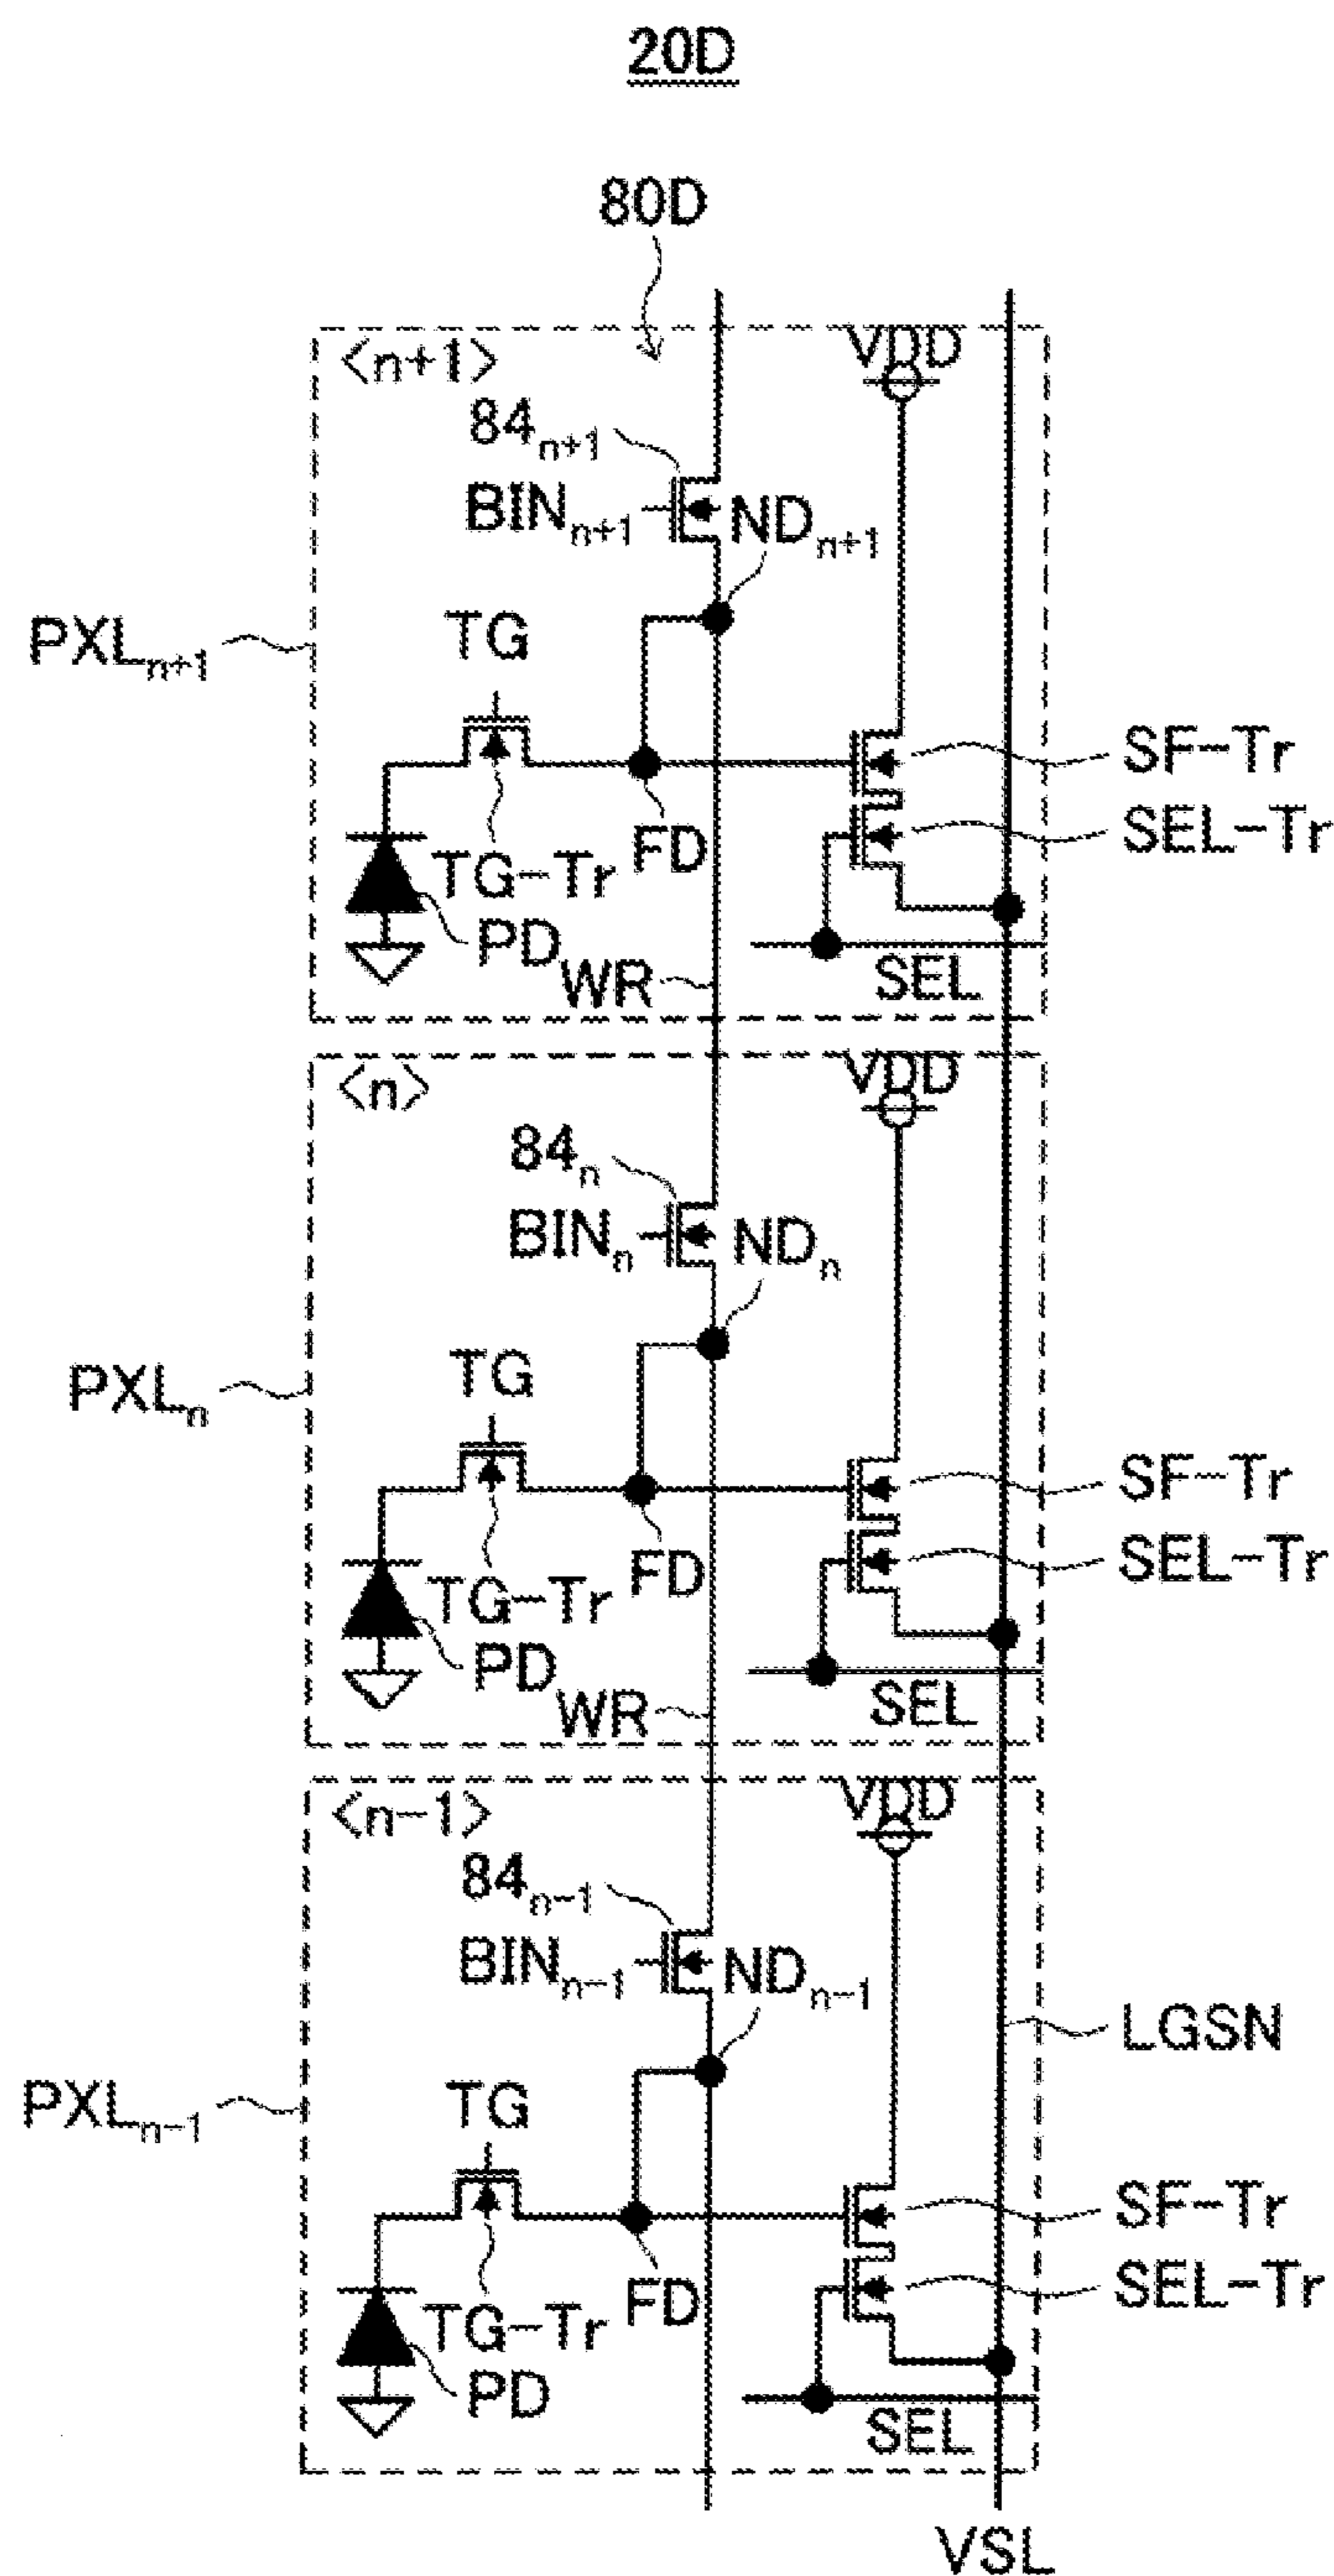 20D
80D
<n+1>
VDD
84n+1
BINn+1
NDn+1
PXLn+1
TG
SF-Tr
SEL-Tr
FD
TG-Tr
PD
WR
SEL
<n>
VDD
84n
BINn
NDn
PXLn
TG
SF-Tr
SEL-Tr
FD
TG-Tr
PD
WR
SEL
<n-1>
VDD
84n-1
BINn-1
NDn-1
LGSN
PXLn-1
TG
SF-Tr
SEL-Tr
FD
TG-Tr
PD
SEL
VSL